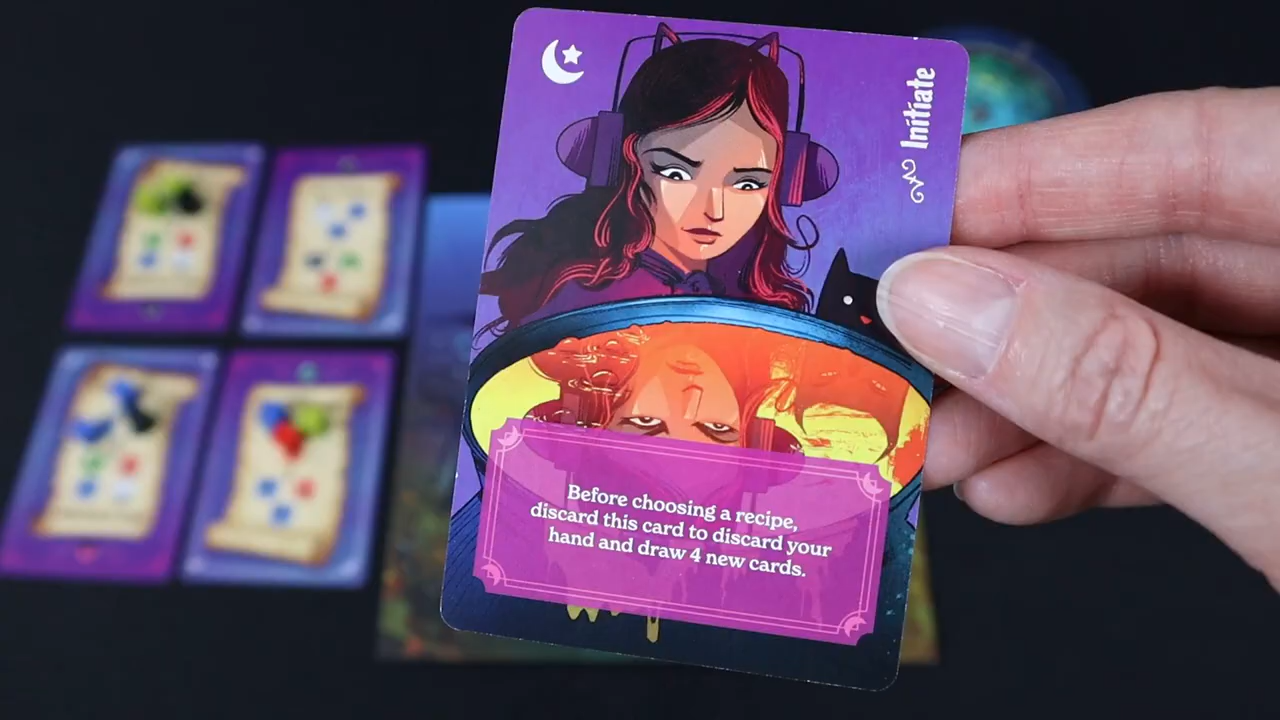 Initiate
Before choosing a recipe,
discard this card to discard your
hand and draw 4 new cards.